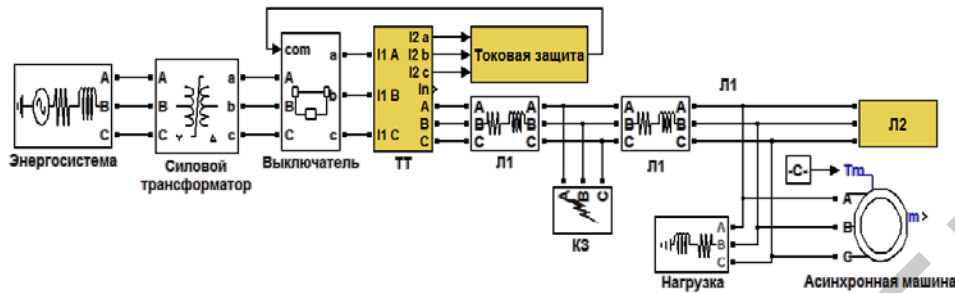 com
a
b
c
A
B
C
I1 A
I1 B
I1 C
I2 a
I2 b
I2 c
In
A
B
C
ТТ
Токовая защита
A
B
C
Энергосистема
A
B
C
a
b
c
Силовой
трансформатор
Выключатель
A
B
C
A
B
C
Л1
A
B
C
КЗ
A
B
C
A
B
C
Л1
Л1
Л2
-C-
Tm
A
B
C
m
Асинхронная машина
A
B
C
Нагрузка